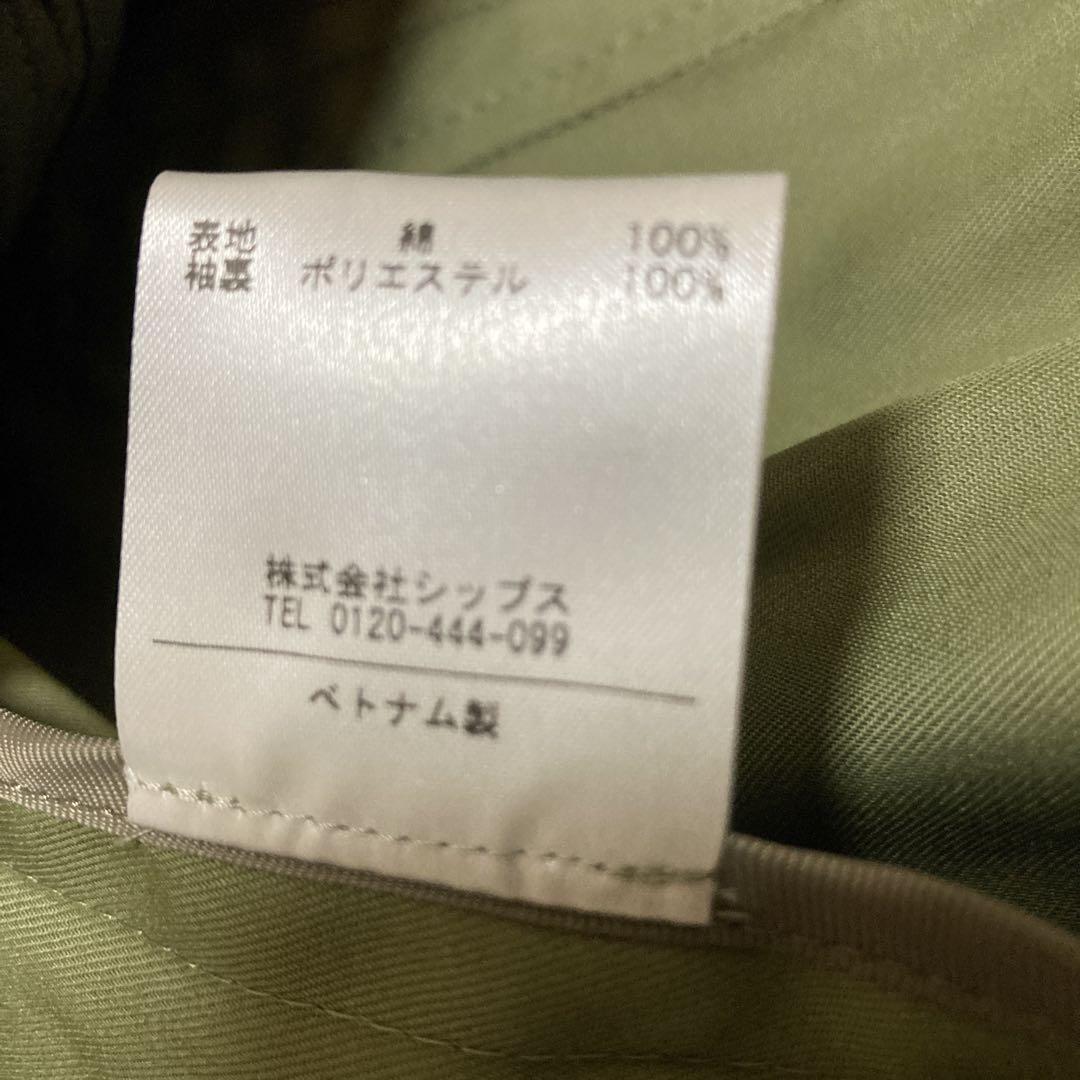 表地 綿 100%
袖裏 ポリエステル 100%
株式会社シップス
TEL 0120-444-099
ベトナム製